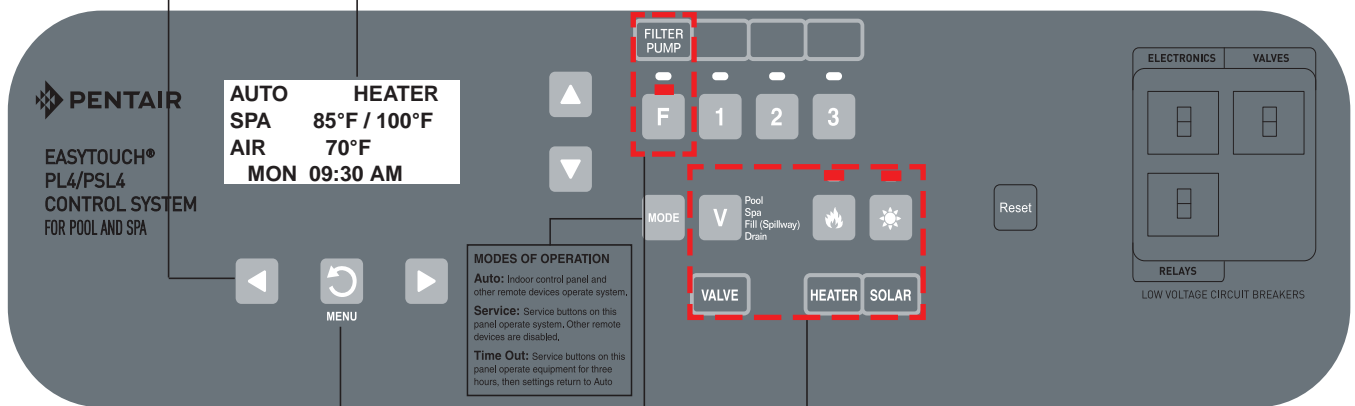 PENTAIR
EASYTOUCH®
PL4/PSL4
CONTROL SYSTEM
FOR POOL AND SPA
AUTO HEATER
SPA 85°F / 100°F
AIR 70°F
MON 09:30 AM
MENU
MODES OF OPERATION
Auto: Indoor control panel and
other remote devices operate system.
Service: Service buttons on this
panel operate system. Other remote
devices are disabled.
Time Out: Service buttons on this
panel operate equipment for three
hours, then settings return to Auto
FILTER
PUMP
F 1 2 3
MODE
V
Pool
Spa
Fill (Spillway)
Drain
VALVE HEATER SOLAR
Reset
ELECTRONICS VALVES
RELAYS
LOW VOLTAGE CIRCUIT BREAKERS